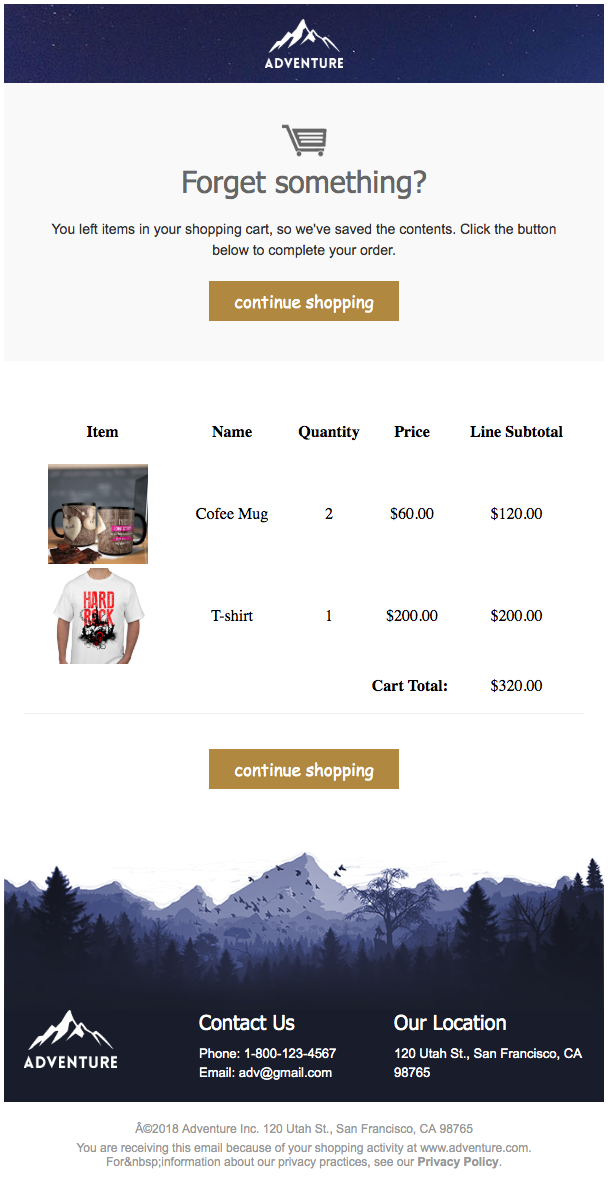 ADVENTURE
Forget something?
You left items in your shopping cart, so we've saved the contents. Click the button
below to complete your order.
continue shopping
Item Name Quantity Price Line Subtotal
Cofee Mug 2 $60.00 $120.00
HARD
ROCK
T-shirt 1 $200.00 $200.00
Cart Total: $320.00
continue shopping
ADVENTURE
Contact Us
Phone: 1-800-123-4567
Email: adv@gmail.com
Our Location
120 Utah St., San Francisco, CA
98765
Â©2018 Adventure Inc. 120 Utah St., San Francisco, CA 98765
You are receiving this email because of your shopping activity at www.adventure.com.
For&nbsp;information about our privacy practices, see our Privacy Policy.